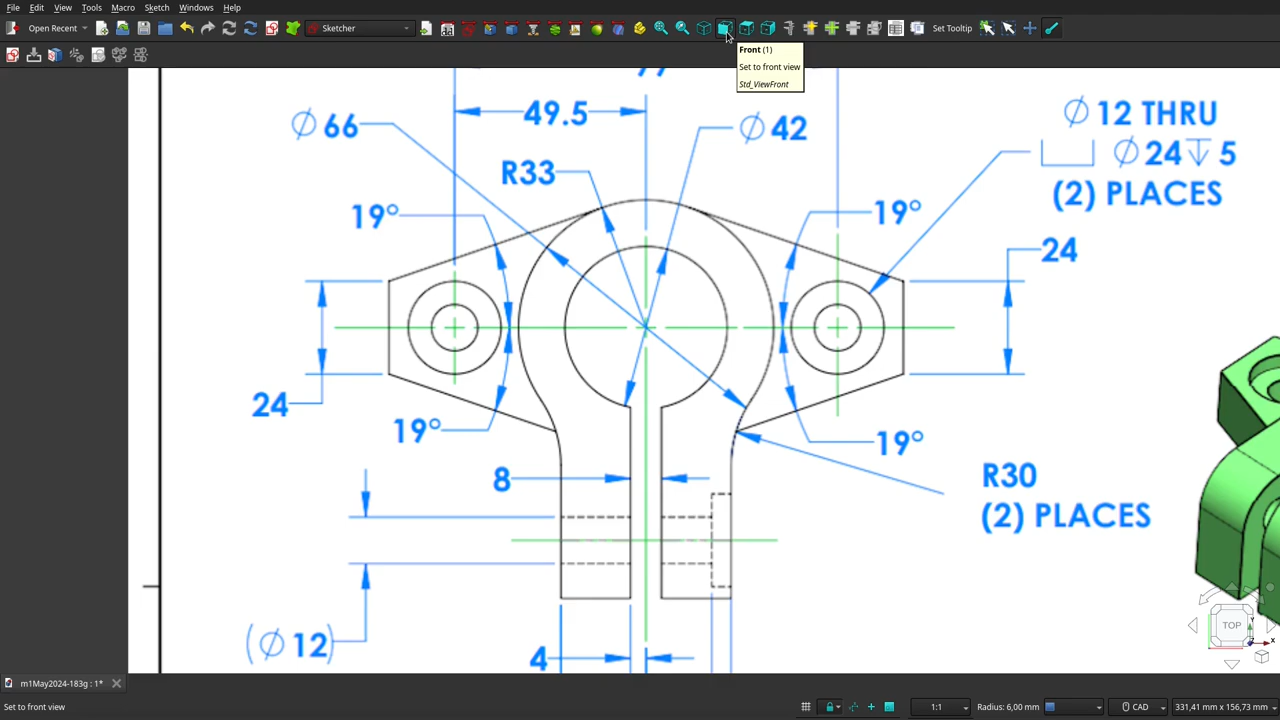 File Edit View Tools Macro Sketch Windows Help
Open Recent
Sketcher
Set Tooltip
Front (1)
Set to front view
Std_ViewFront
49.5
∅ 66
∅ 42
∅ 12 THRU
∅ 24 ↧ 5
(2) PLACES
R33
19°
19°
24
24
19°
19°
8
R30
(2) PLACES
(∅ 12)
4
TOP
Y
X
m1May2024-183g : 1*
Set to front view
1:1
Radius: 6,00 mm
CAD
331,41 mm x 156,73 mm